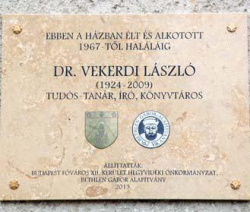 EBBEN A HÁZBAN ÉLT ÉS ALKOTOTT
1967-TŐL HALÁLÁIG
DR. VEKERDI LÁSZLÓ
(1924-2009)
TUDÓS-TANÁR, ÍRÓ, KÖNYVTÁROS
ÁLLÍTTATTÁK:
BUDAPEST FŐVÁROS XII. KERÜLET HEGYVIDÉKI ÖNKORMÁNYZAT,
BETHLEN GÁBOR ALAPÍTVÁNY
2015